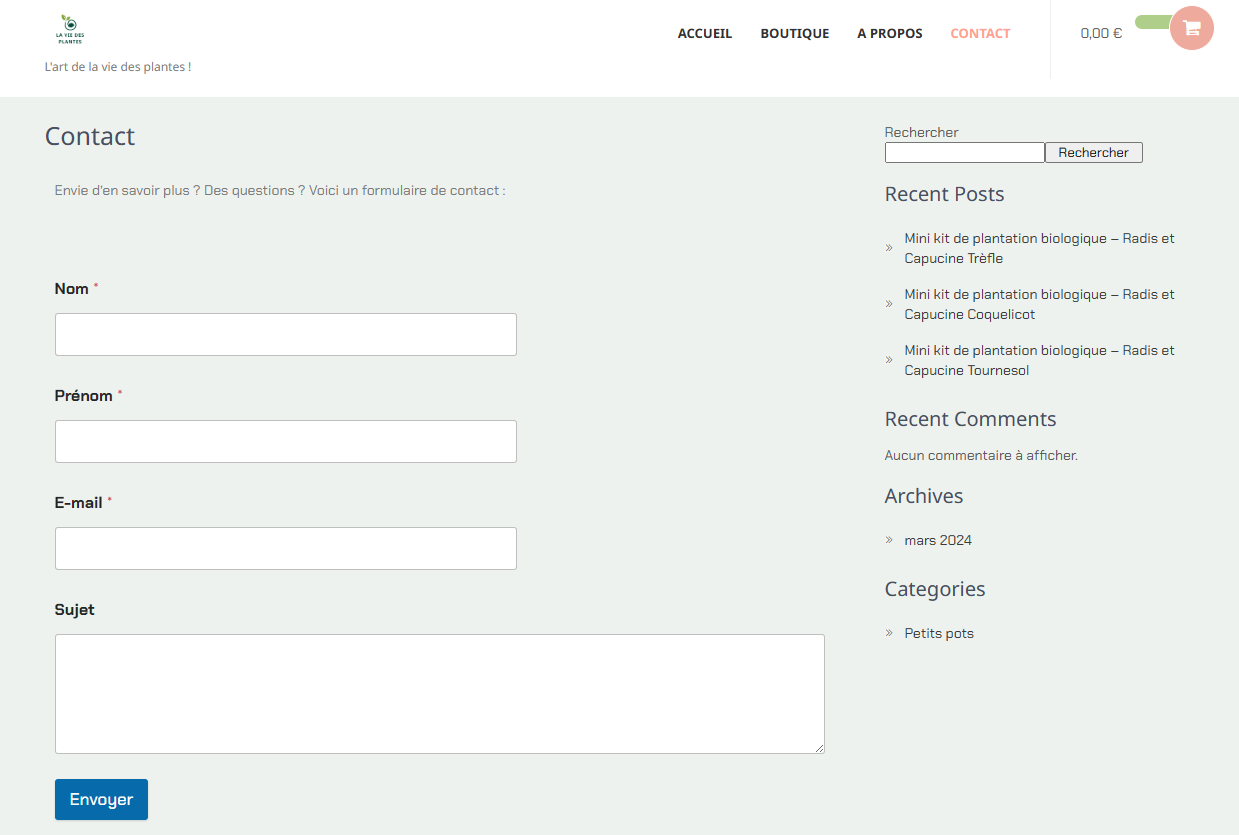 LA VIE DES
PLANTES
L'art de la vie des plantes !
ACCUEIL
BOUTIQUE
A PROPOS
CONTACT
0,00 €
Contact
Envie d'en savoir plus ? Des questions ? Voici un formulaire de contact :
Nom *
Prénom *
E-mail *
Sujet
Envoyer
Rechercher
Rechercher
Recent Posts
» Mini kit de plantation biologique – Radis et
Capucine Trèfle
» Mini kit de plantation biologique – Radis et
Capucine Coquelicot
» Mini kit de plantation biologique – Radis et
Capucine Tournesol
Recent Comments
Aucun commentaire à afficher.
Archives
» mars 2024
Categories
» Petits pots